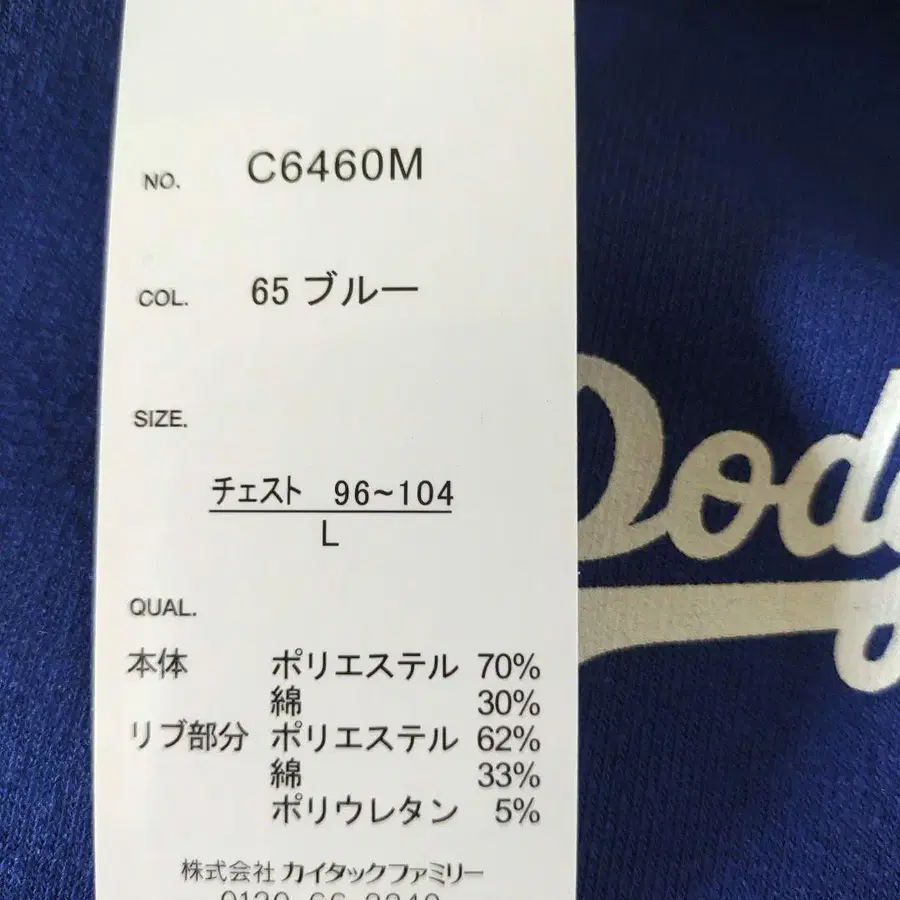 NO. C6460M
COL. 65 ブルー
SIZE.
チェスト 96~104
L
QUAL.
本体 ポリエステル 70%
綿 30%
リブ部分 ポリエステル 62%
綿 33%
ポリウレタン 5%
株式会社 カイタックファミリー
Dodg